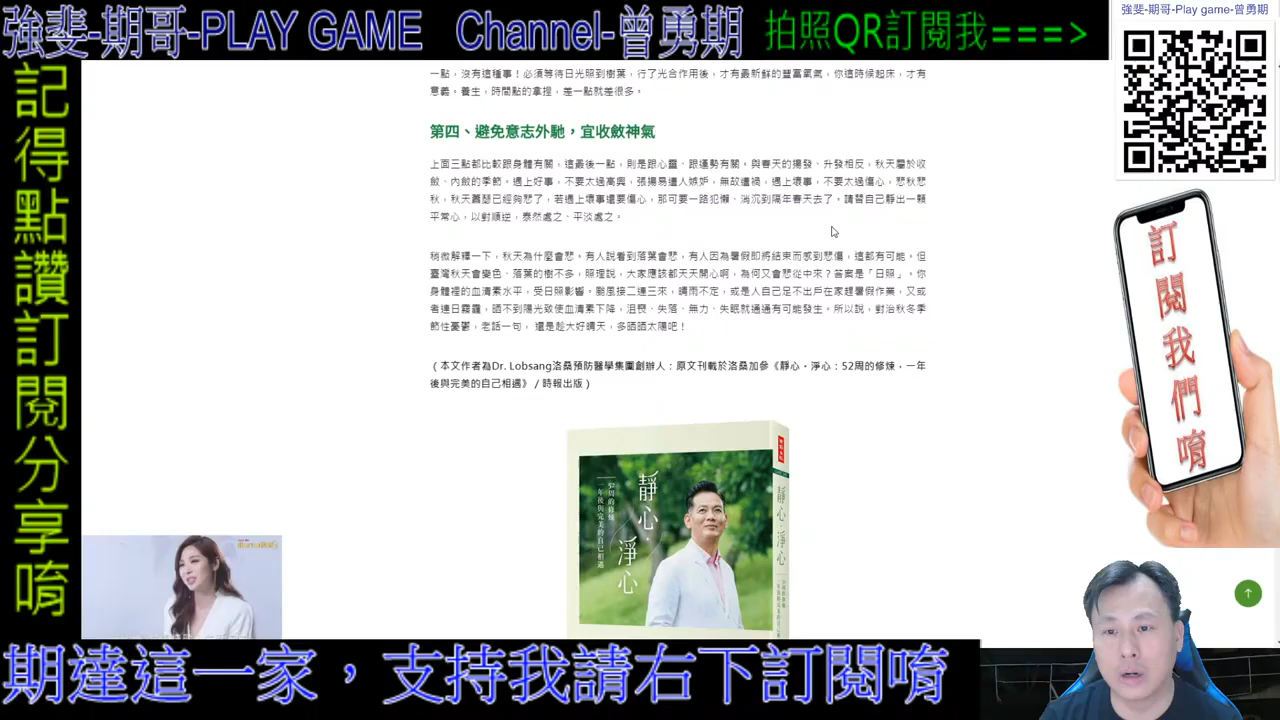 強斐-期哥-PLAY GAME Channel-曾勇期
拍照QR訂閱我===>
強斐-期哥-Play game-曾勇期
記得點讚訂閱分享唷
一點，沒有這種事！必須等待日光照到樹葉，行了光合作用後，才有最新鮮的豐富氧氣，你這時候起床，才有
意義。養生，時間點的拿捏，差一點就差很多。
第四、避免意志外馳，宜收斂神氣
上面三點都比較跟身體有關，這最後一點，則是跟心靈、跟運勢有關。與春天的揚發、升發相反，秋天屬於收
斂、內斂的季節。遇上好事，不要太過高興，張揚易遭人嫉妒，無故遭禍，遇上壞事，不要太過傷心，悲秋悲
秋，秋天蕭瑟已經夠悲了，若遇上壞事還要傷心，那可要一路犯懶、消沉到隔年春天去了。請替自己靜出一顆
平常心，以對順逆，泰然處之、平淡處之。
稍微解釋一下，秋天為什麼會悲。有人說看到落葉會悲，有人因為暑假即將結束而感到悲傷，這都有可能。但
臺灣秋天會變色、落葉的樹不多，照理說，大家應該都天天開心啊，為何又會悲從中來？答案是「日照」。你
身體裡的血清素水平，受日照影響。颱風接二連三來，晴雨不定，或是人自己足不出戶在家趕暑假作業，又或
者連日霧霾，晒不到陽光致使血清素下降，沮喪、失落、無力、失眠就通通有可能發生。所以說，對治秋冬季
節性憂鬱，老話一句， 還是趁大好晴天，多晒晒太陽吧！
（本文作者為Dr. Lobsang洛桑預防醫學集團創辦人：原文刊載於洛桑加參《靜心・淨心：52周的修煉，一年
後與完美的自己相遇》 / 時報出版）
靜心・淨心
52周的修煉，
一年後與完美的自己相遇
靜心・淨心
訂閱我們唷
期達這一家，支持我請右下訂閱唷